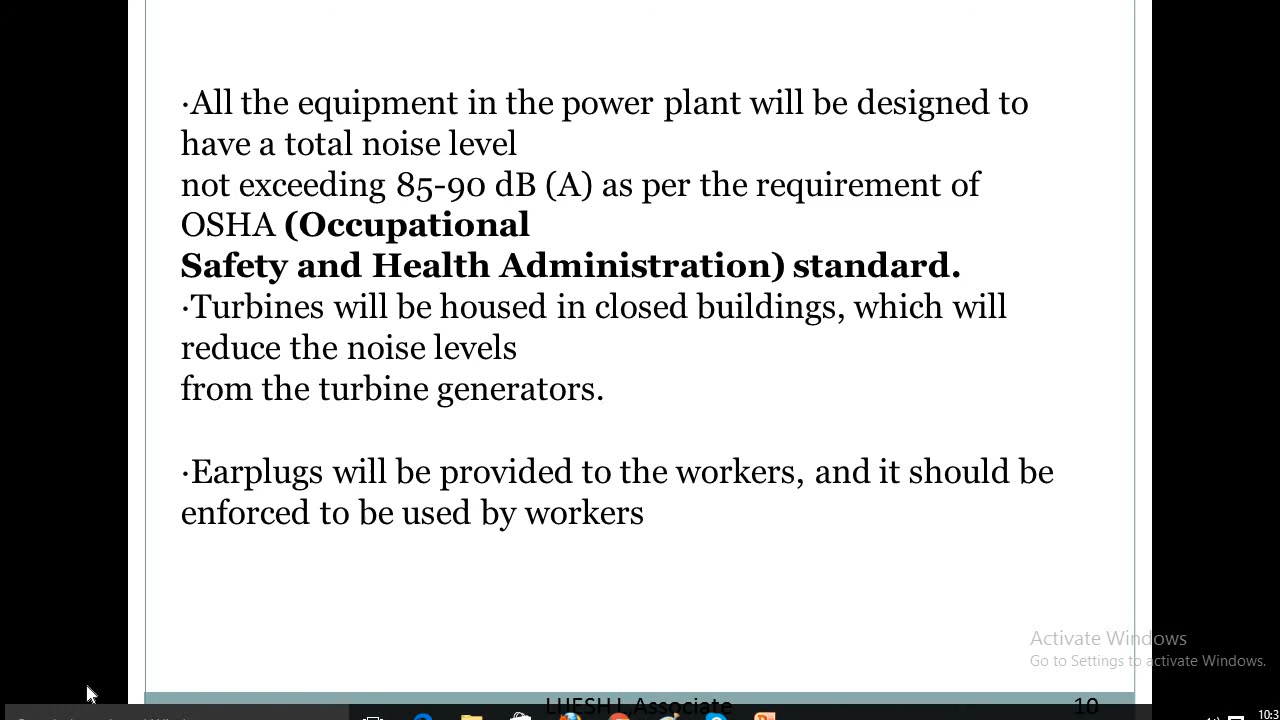 ·All the equipment in the power plant will be designed to
have a total noise level
not exceeding 85-90 dB (A) as per the requirement of
OSHA (Occupational
Safety and Health Administration) standard.
·Turbines will be housed in closed buildings, which will
reduce the noise levels
from the turbine generators.
·Earplugs will be provided to the workers, and it should be
enforced to be used by workers
Activate Windows
Go to Settings to activate Windows.
Associate
10